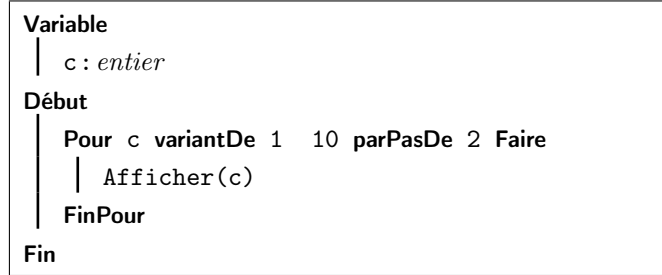 Variable
c : entier
Début
Pour c variantDe 1 10 parPasDe 2 Faire
Afficher(c)
FinPour
Fin